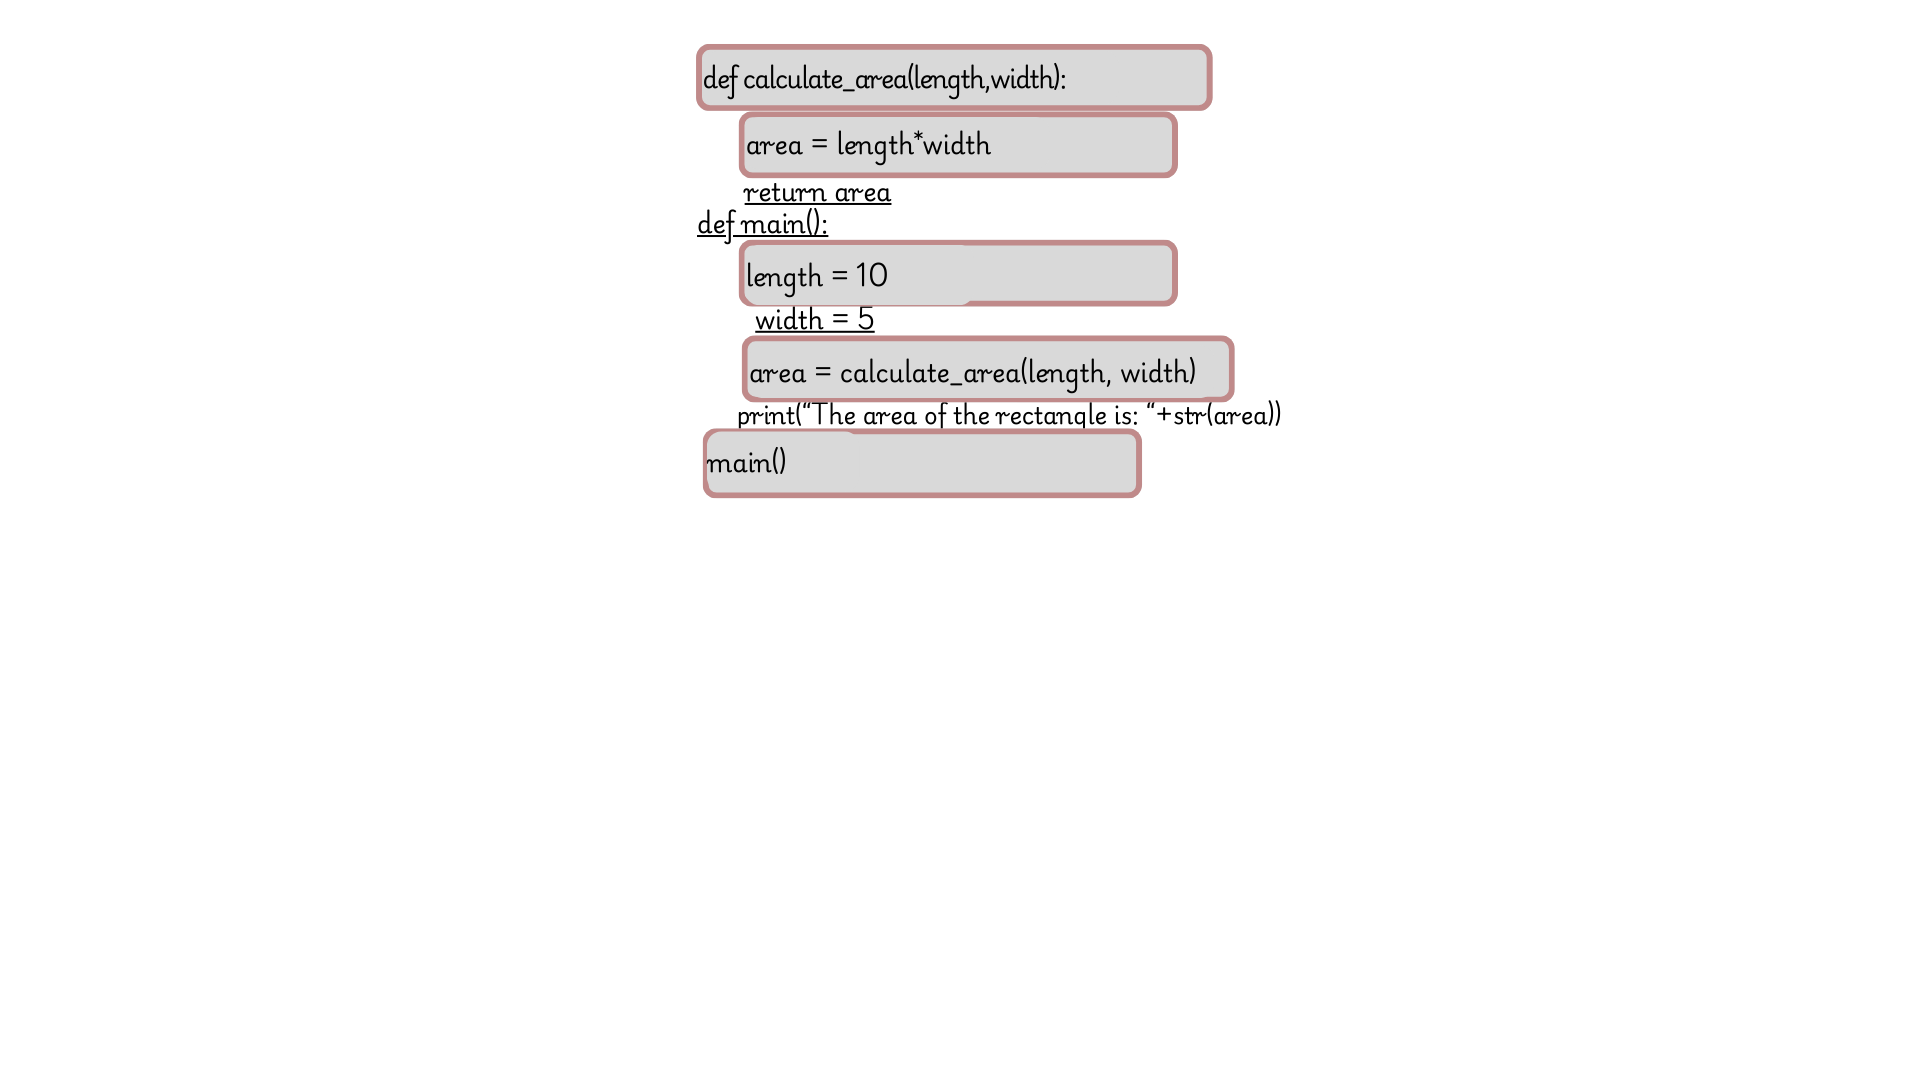 def calculate_area(length,width):
area = length*width
return area
def main():
length = 10
width = 5
area = calculate_area(length, width)
print(“The area of the rectangle is: “+str(area))
main()